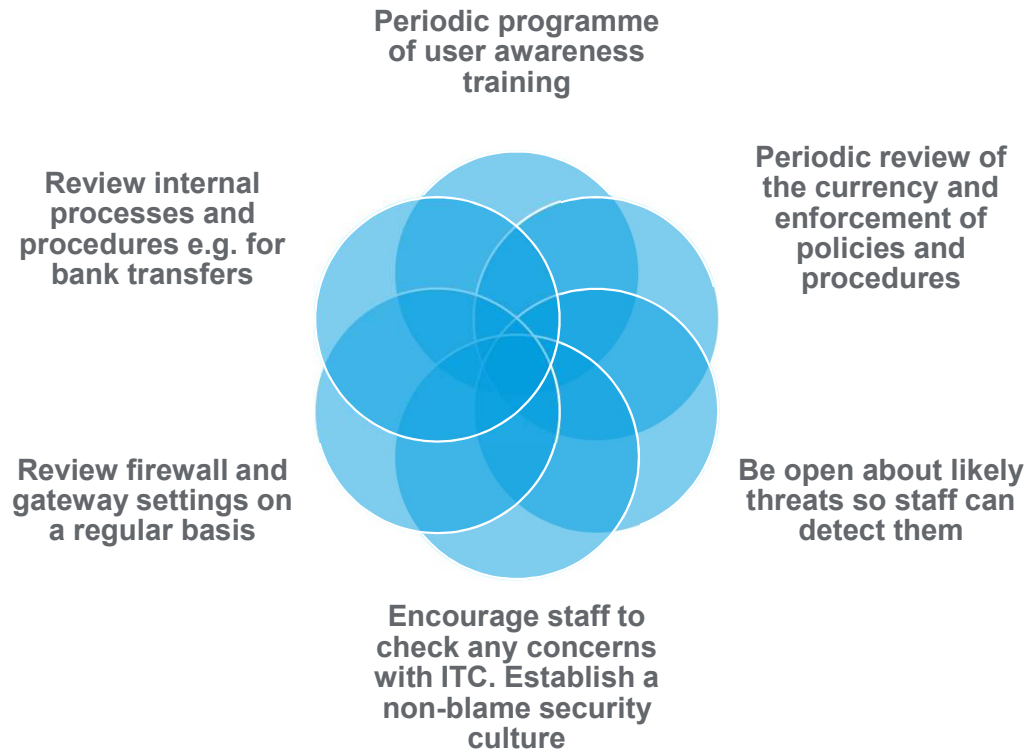 Periodic programme
of user awareness
training
Periodic review of
the currency and
enforcement of
policies and
procedures
Be open about likely
threats so staff can
detect them
Encourage staff to
check any concerns
with ITC. Establish a
non-blame security
culture
Review firewall and
gateway settings on
a regular basis
Review internal
processes and
procedures e.g. for
bank transfers